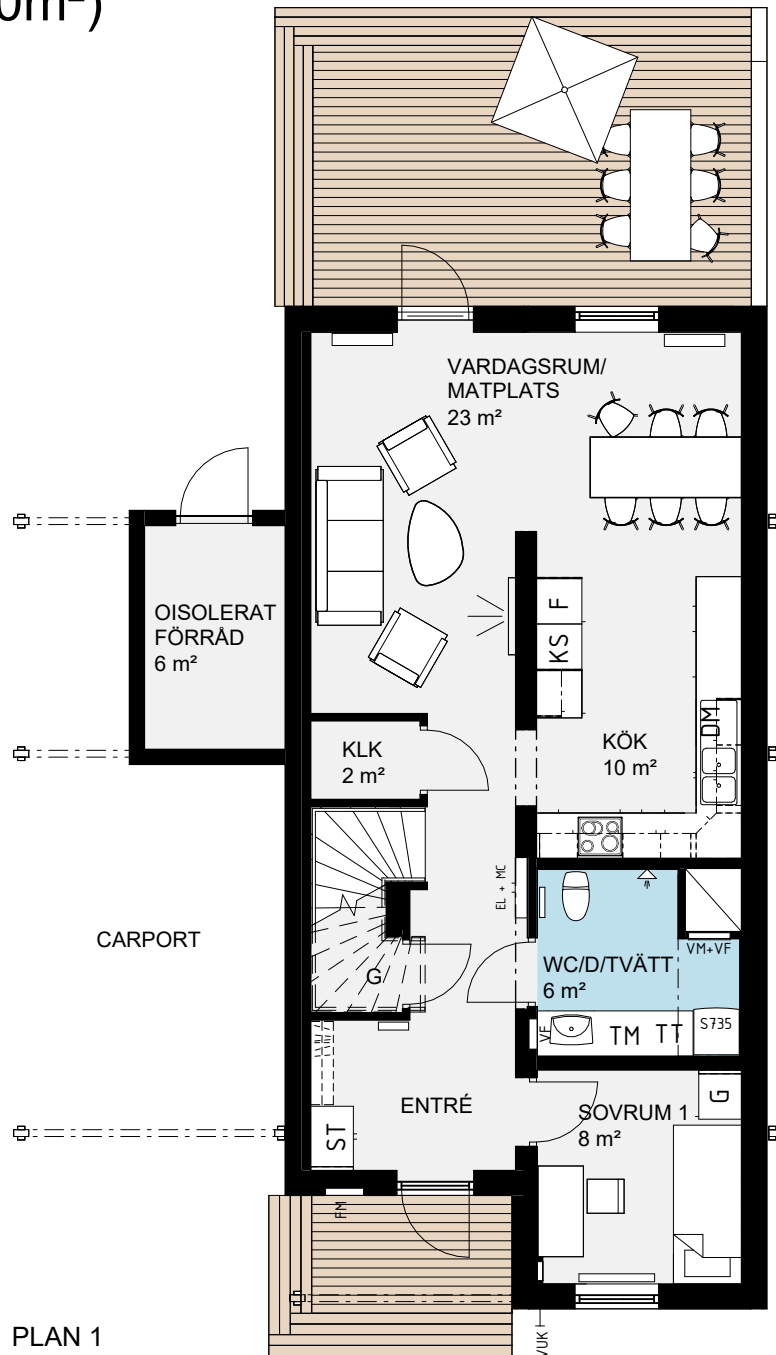 0m²)
VARDAGSRUM/
MATPLATS
23 m²
OISOLERAT
FÖRRÅD
6 m²
F
KS
DM
KLK
2 m²
KÖK
10 m²
EL + MC
CARPORT
VM+VF
WC/D/TVÄTT
6 m²
G
VF
TM TT S735
ENTRÉ
G
SOVRUM 1
8 m²
ST
FM
PLAN 1
VUK